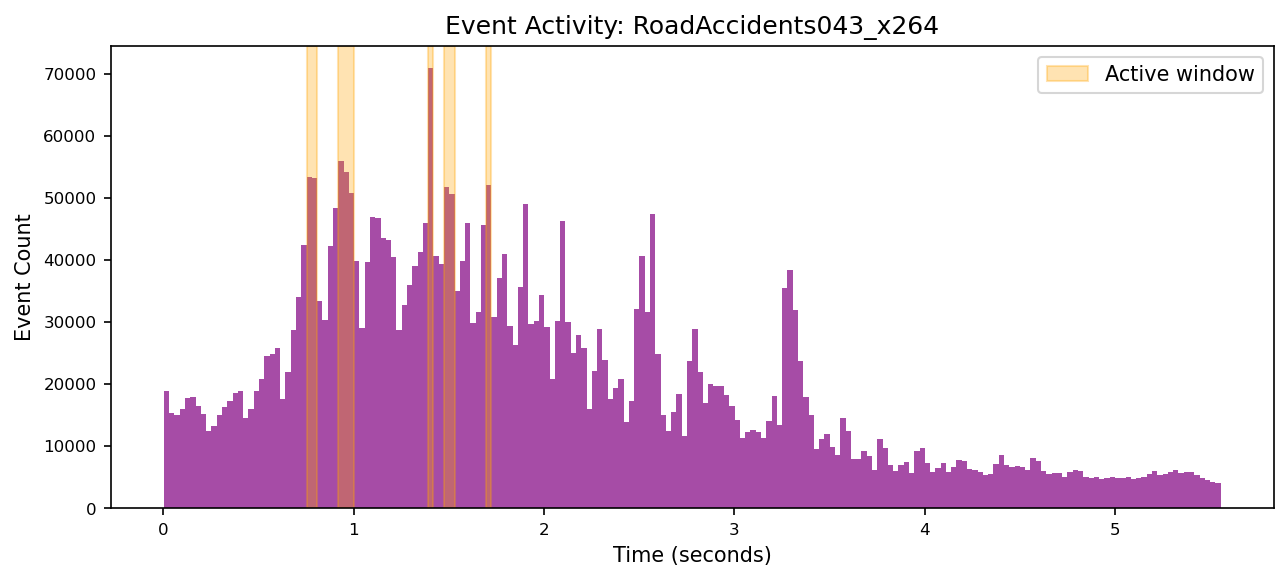 Event Activity: RoadAccidents043_x264
Active window
70000
60000
50000
40000
30000
20000
10000
0
Event Count
0 1 2 3 4 5
Time (seconds)